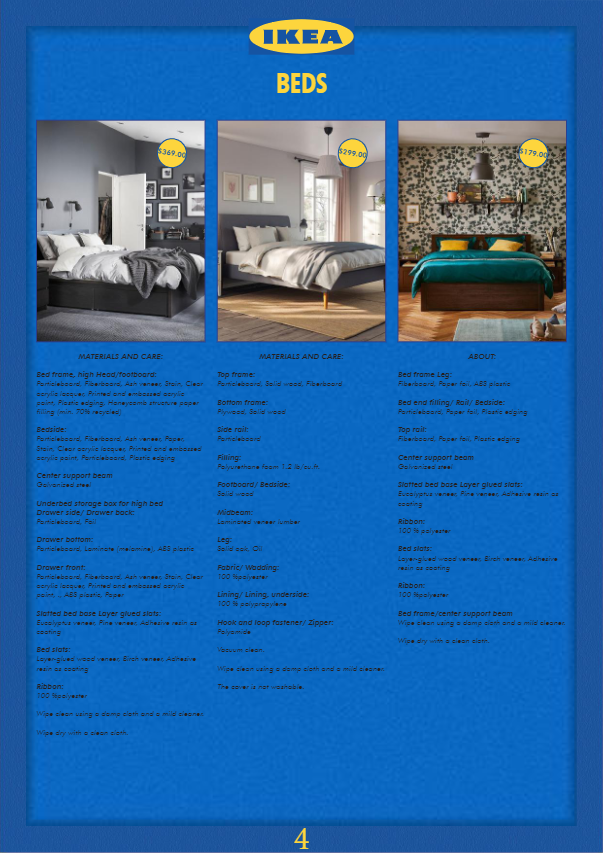 IKEA
BEDS
$369.00
$299.00
$179.00
MATERIALS AND CARE:
Bed frame, high Head/footboard:
Particleboard, Fiberboard, Ash veneer, Stain, Clear
acrylic lacquer, Printed and embossed acrylic
paint, Plastic edging, Honeycomb structure paper
filling (min. 70% recycled)
Bedside:
Particleboard, Fiberboard, Ash veneer, Paper,
Stain, Clear acrylic lacquer, Printed and embossed
acrylic paint, Particleboard, Plastic edging
Center support beam
Galvanized steel
Underbed storage box for high bed
Drawer side/ Drawer back:
Particleboard, Foil
Drawer bottom:
Particleboard, Laminate (melamine), ABS plastic
Drawer front:
Particleboard, Fiberboard, Ash veneer, Stain, Clear
acrylic lacquer, Printed and embossed acrylic
paint, , ABS plastic, Paper
Slatted bed base Layer glued slats:
Eucalyptus veneer, Pine veneer, Adhesive resin as
coating
Bed slats:
Layer-glued wood veneer, Birch veneer, Adhesive
resin as coating
Ribbon:
100 %polyester
Wipe clean using a damp cloth and a mild cleaner.
Wipe dry with a clean cloth.
MATERIALS AND CARE:
Top frame:
Particleboard, Solid wood, Fiberboard
Bottom frame:
Plywood, Solid wood
Side rail:
Particleboard
Filling:
Polyurethane foam 1.2 lb/cu.ft.
Footboard/ Bedside:
Solid wood
Midbeam:
Laminated veneer lumber
Leg:
Solid oak, Oil
Fabric/ Wadding:
100 %polyester
Lining/ Lining, underside:
100 % polypropylene
Hook and loop fastener/ Zipper:
Polyamide
Vacuum clean.
Wipe clean using a damp cloth and a mild cleaner.
The cover is not washable.
ABOUT:
Bed frame Leg:
Fiberboard, Paper foil, ABS plastic
Bed end filling/ Rail/ Bedside:
Particleboard, Paper foil, Plastic edging
Top rail:
Fiberboard, Paper foil, Plastic edging
Center support beam
Galvanized steel
Slatted bed base Layer glued slats:
Eucalyptus veneer, Pine veneer, Adhesive resin as
coating
Ribbon:
100 % polyester
Bed slats:
Layer-glued wood veneer, Birch veneer, Adhesive
resin as coating
Ribbon:
100 %polyester
Bed frame/center support beam
Wipe clean using a damp cloth and a mild cleaner.
Wipe dry with a clean cloth.
4